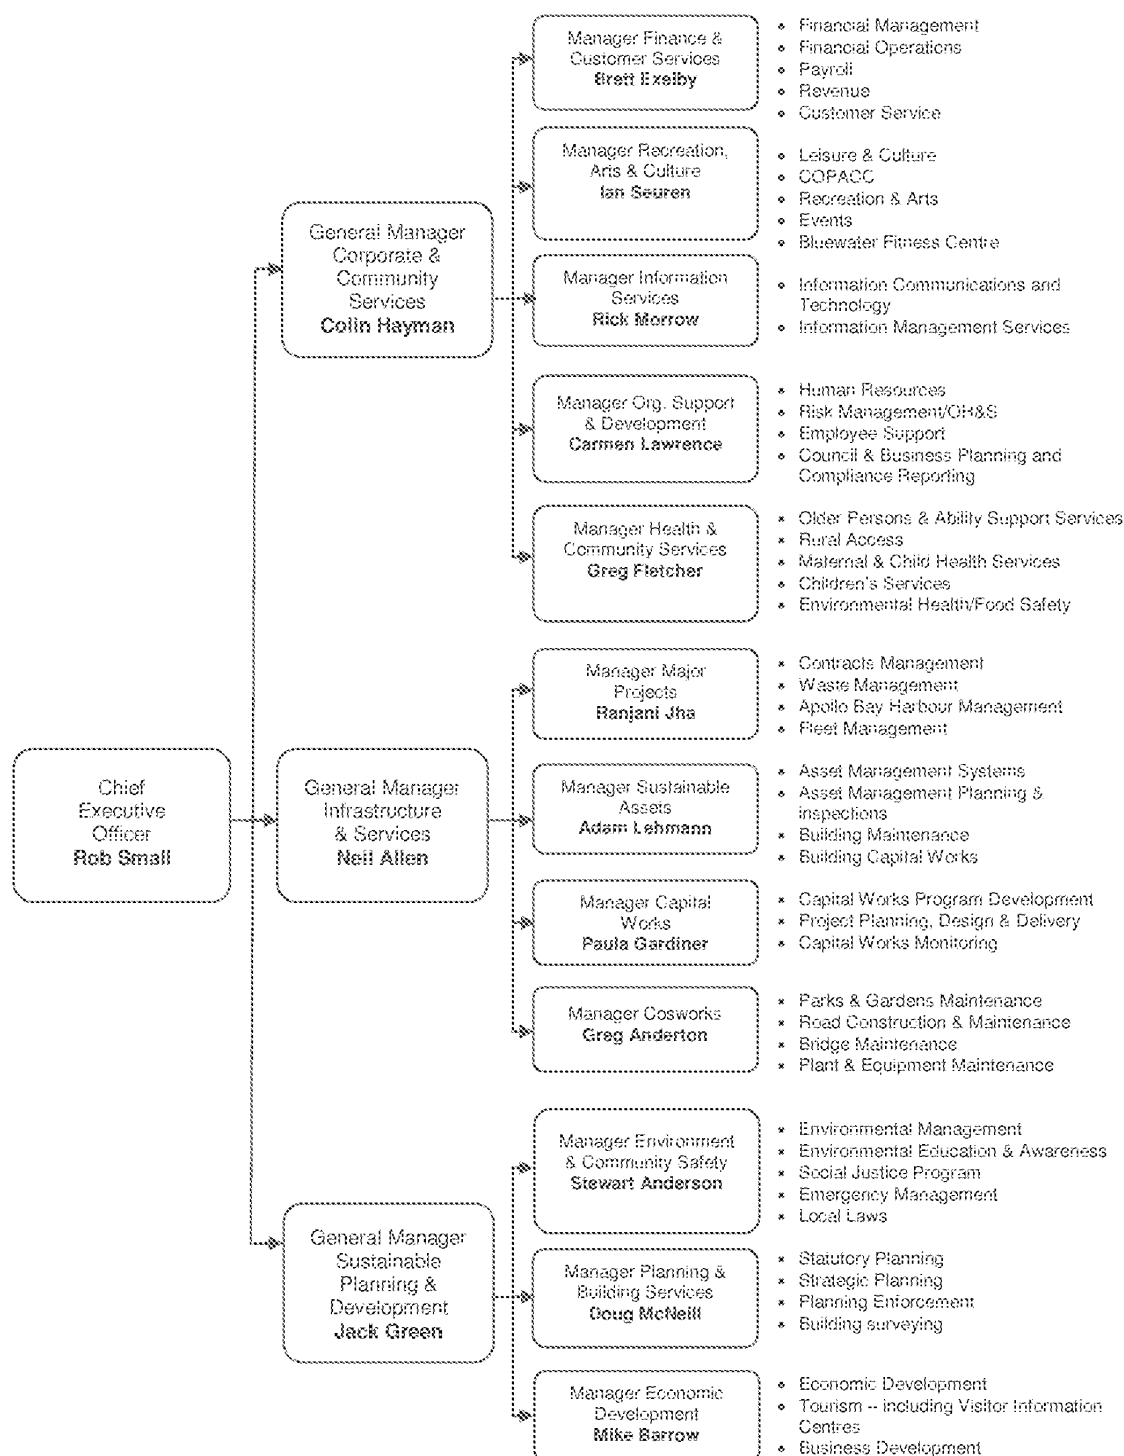 Manager Finance &
Customer Services
Brett Exelby
• Financial Management
• Financial Operations
• Payroll
• Revenue
• Customer Service
Manager Recreation,
Arts & Culture
Ian Seuren
• Leisure & Culture
• COPACC
• Recreation & Arts
• Events
• Bluewater Fitness Centre
General Manager
Corporate &
Community
Services
Colin Hayman
Manager Information
Services
Rick Morrow
• Information Communications and
Technology
• Information Management Services
Manager Org. Support
& Development
Carmen Lawrence
• Human Resources
• Risk Management/OH&S
• Employee Support
• Council & Business Planning and
Compliance Reporting
Manager Health &
Community Services
Greg Fletcher
• Older Persons & Ability Support Services
• Rural Access
• Maternal & Child Health Services
• Children's Services
• Environmental Health/Food Safety
Manager Major
Projects
Ranjani Jha
• Contracts Management
• Waste Management
• Apollo Bay Harbour Management
• Fleet Management
Chief
Executive
Officer
Rob Small
General Manager
Infrastructure
& Services
Neil Allen
Manager Sustainable
Assets
Adam Lehmann
• Asset Management Systems
• Asset Management Planning &
inspections
• Building Maintenance
• Building Capital Works
Manager Capital
Works
Paula Gardiner
• Capital Works Program Development
• Project Planning, Design & Delivery
• Capital Works Monitoring
Manager Cosworks
Greg Anderton
• Parks & Gardens Maintenance
• Road Construction & Maintenance
• Bridge Maintenance
• Plant & Equipment Maintenance
Manager Environment
& Community Safety
Stewart Anderson
• Environmental Management
• Environmental Education & Awareness
• Social Justice Program
• Emergency Management
• Local Laws
General Manager
Sustainable
Planning &
Development
Jack Green
Manager Planning &
Building Services
Doug McNeill
• Statutory Planning
• Strategic Planning
• Planning Enforcement
• Building surveying
Manager Economic
Development
Mike Barrow
• Economic Development
• Tourism -- including Visitor Information
Centres
• Business Development